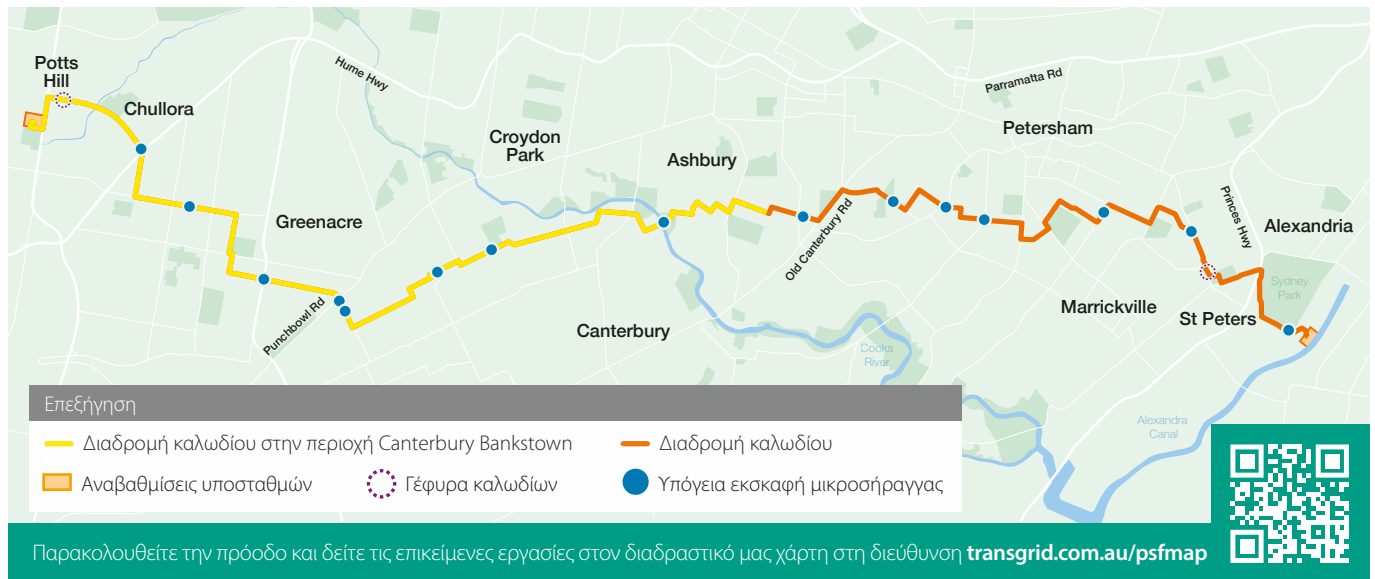 Potts
Hill
Chullora
Hume Hwy
Croydon
Park
Ashbury
Parramatta Rd
Petersham
Greenacre
Princes Hwy
Alexandria
Old Canterbury Rd
Sydney
Park
Punchbowl Rd
Canterbury
Marrickville
St Peters
Cooks
River
Alexandra
Canal
Επεξήγηση
Διαδρομή καλωδίου στην περιοχή Canterbury Bankstown
Διαδρομή καλωδίου
Αναβαθμίσεις υποσταθμών
Γέφυρα καλωδίων
Υπόγεια εκσκαφή μικροσήραγγας
Παρακολουθείτε την πρόοδο και δείτε τις επικείμενες εργασίες στον διαδραστικό μας χάρτη στη διεύθυνση transgrid.com.au/psfmap